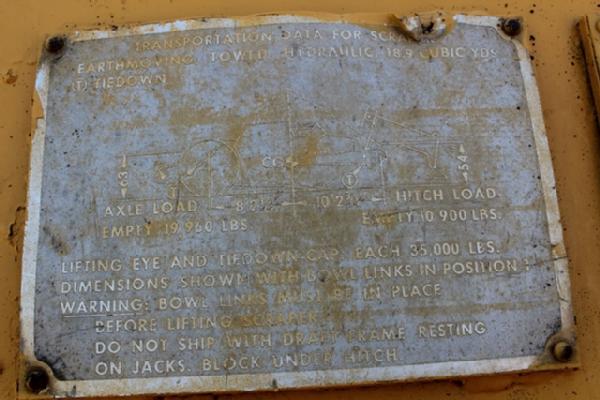 TRANSPORTATION DATA FOR
EARTHMOVING, TOWED, HYDRAULIC, 18.9 CUBIC YDS
(T) TIEDOWN
CG
T
T
63
54
AXLE LOAD
HITCH LOAD
EMPTY 19 960 LBS
EMPTY 10 900 LBS.
LIFTING EYE AND TIEDOWN CAP. EACH 35,000 LBS.
DIMENSIONS SHOWN WITH BOWL LINKS IN POSITION
WARNING: BOWL LINKS MUST BE IN PLACE
BEFORE LIFTING SCRAPER
DO NOT SHIP WITH DRAFT FRAME RESTING
ON JACKS. BLOCK UNDER HITCH